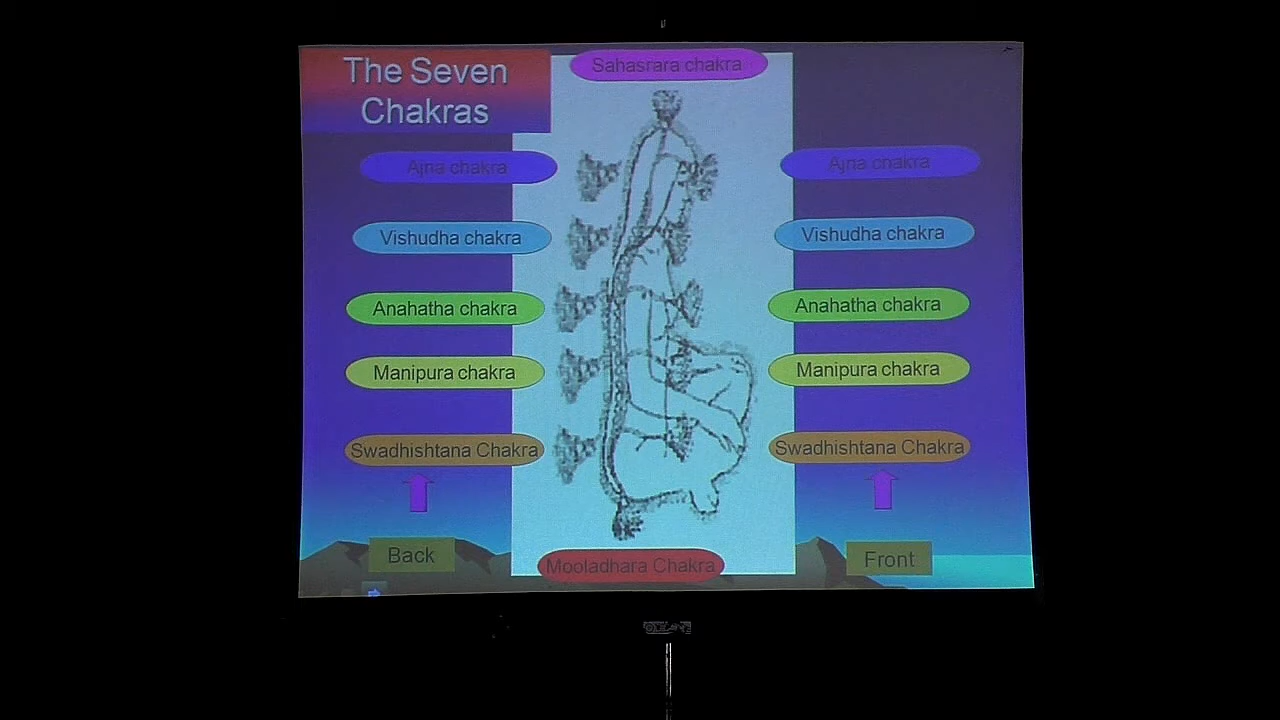 The Seven
Chakras
Sahasrara chakra
Ajna chakra
Ajna chakra
Vishudha chakra
Vishudha chakra
Anahatha chakra
Anahatha chakra
Manipura chakra
Manipura chakra
Swadhishtana Chakra
Swadhishtana Chakra
Back
Front
Mooladhara Chakra